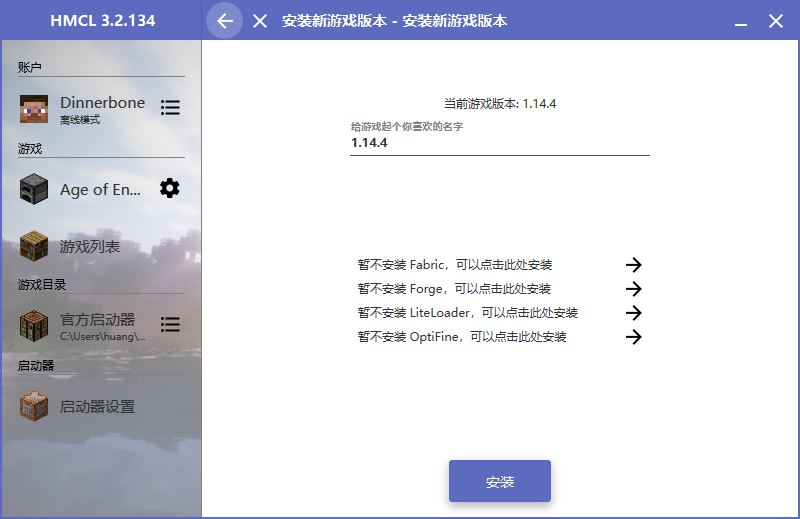 HMCL 3.2.134
安装新游戏版本 - 安装新游戏版本
账户
Dinnerbone
离线模式
游戏
Age of En...
游戏列表
游戏目录
官方启动器
C:\Users\huang\...
启动器
启动器设置
当前游戏版本: 1.14.4
给游戏起个你喜欢的名字
1.14.4
暂不安装 Fabric，可以点击此处安装
暂不安装 Forge，可以点击此处安装
暂不安装 LiteLoader，可以点击此处安装
暂不安装 OptiFine，可以点击此处安装
安装